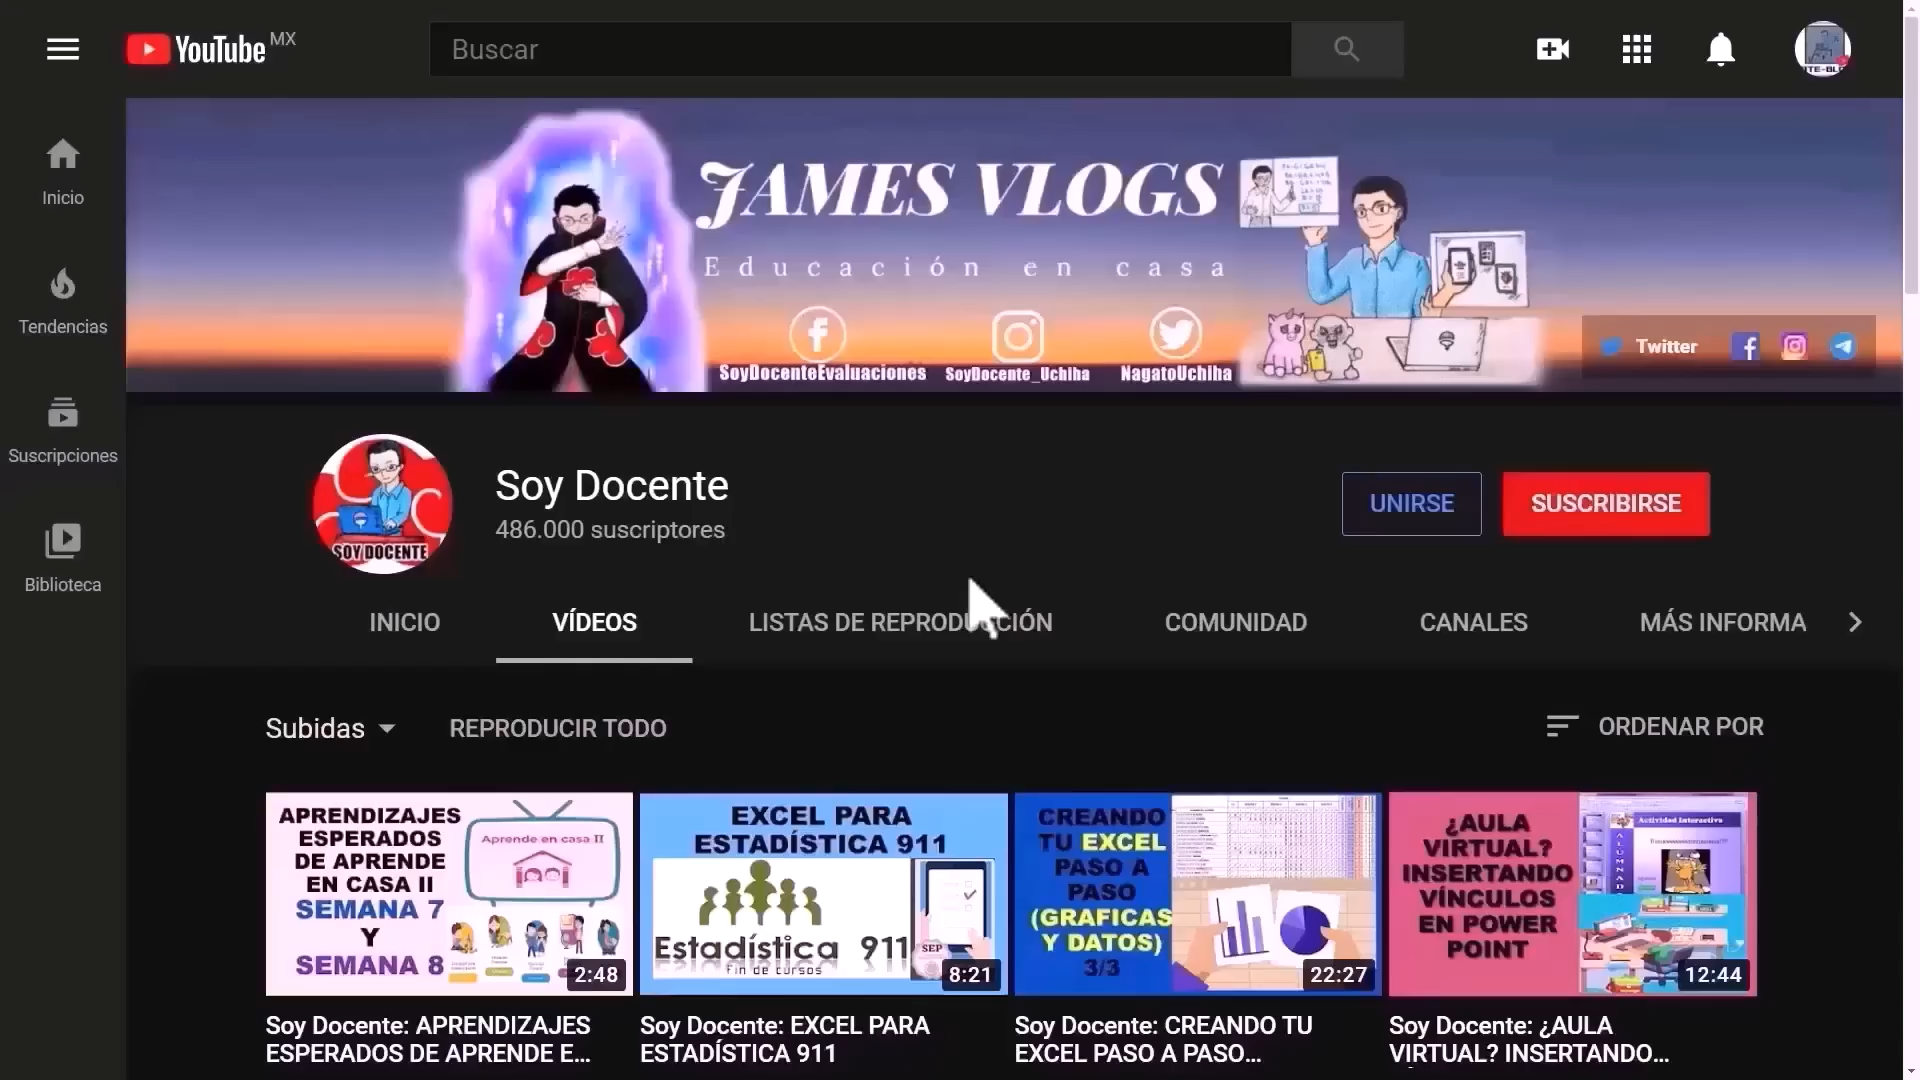 YouTube MX
Buscar
Inicio
Tendencias
Suscripciones
Biblioteca
JAMES VLOGS
Educación en casa
SoyDocenteEvaluaciones
SoyDocente_Uchiha
NagatoUchiha
Twitter
SOY DOCENTE
Soy Docente
486.000 suscriptores
UNIRSE
SUSCRIBIRSE
INICIO
VÍDEOS
LISTAS DE REPRODUCCIÓN
COMUNIDAD
CANALES
MÁS INFORMA
Subidas
REPRODUCIR TODO
ORDENAR POR
APRENDIZAJES
ESPERADOS
DE APRENDE
EN CASA II
SEMANA 7
Y
SEMANA 8
Aprende en casa II
2:48
EXCEL PARA
ESTADÍSTICA 911
Estadística 911
Fin de cursos
SEP
8:21
CREANDO
TU EXCEL
PASO A
PASO
(GRAFICAS
Y DATOS)
3/3
22:27
¿AULA
VIRTUAL?
INSERTANDO
VÍNCULOS
EN POWER
POINT
Actividad Interactiva
12:44
Soy Docente: APRENDIZAJES
ESPERADOS DE APRENDE E...
Soy Docente: EXCEL PARA
ESTADÍSTICA 911
Soy Docente: CREANDO TU
EXCEL PASO A PASO...
Soy Docente: ¿AULA
VIRTUAL? INSERTANDO...